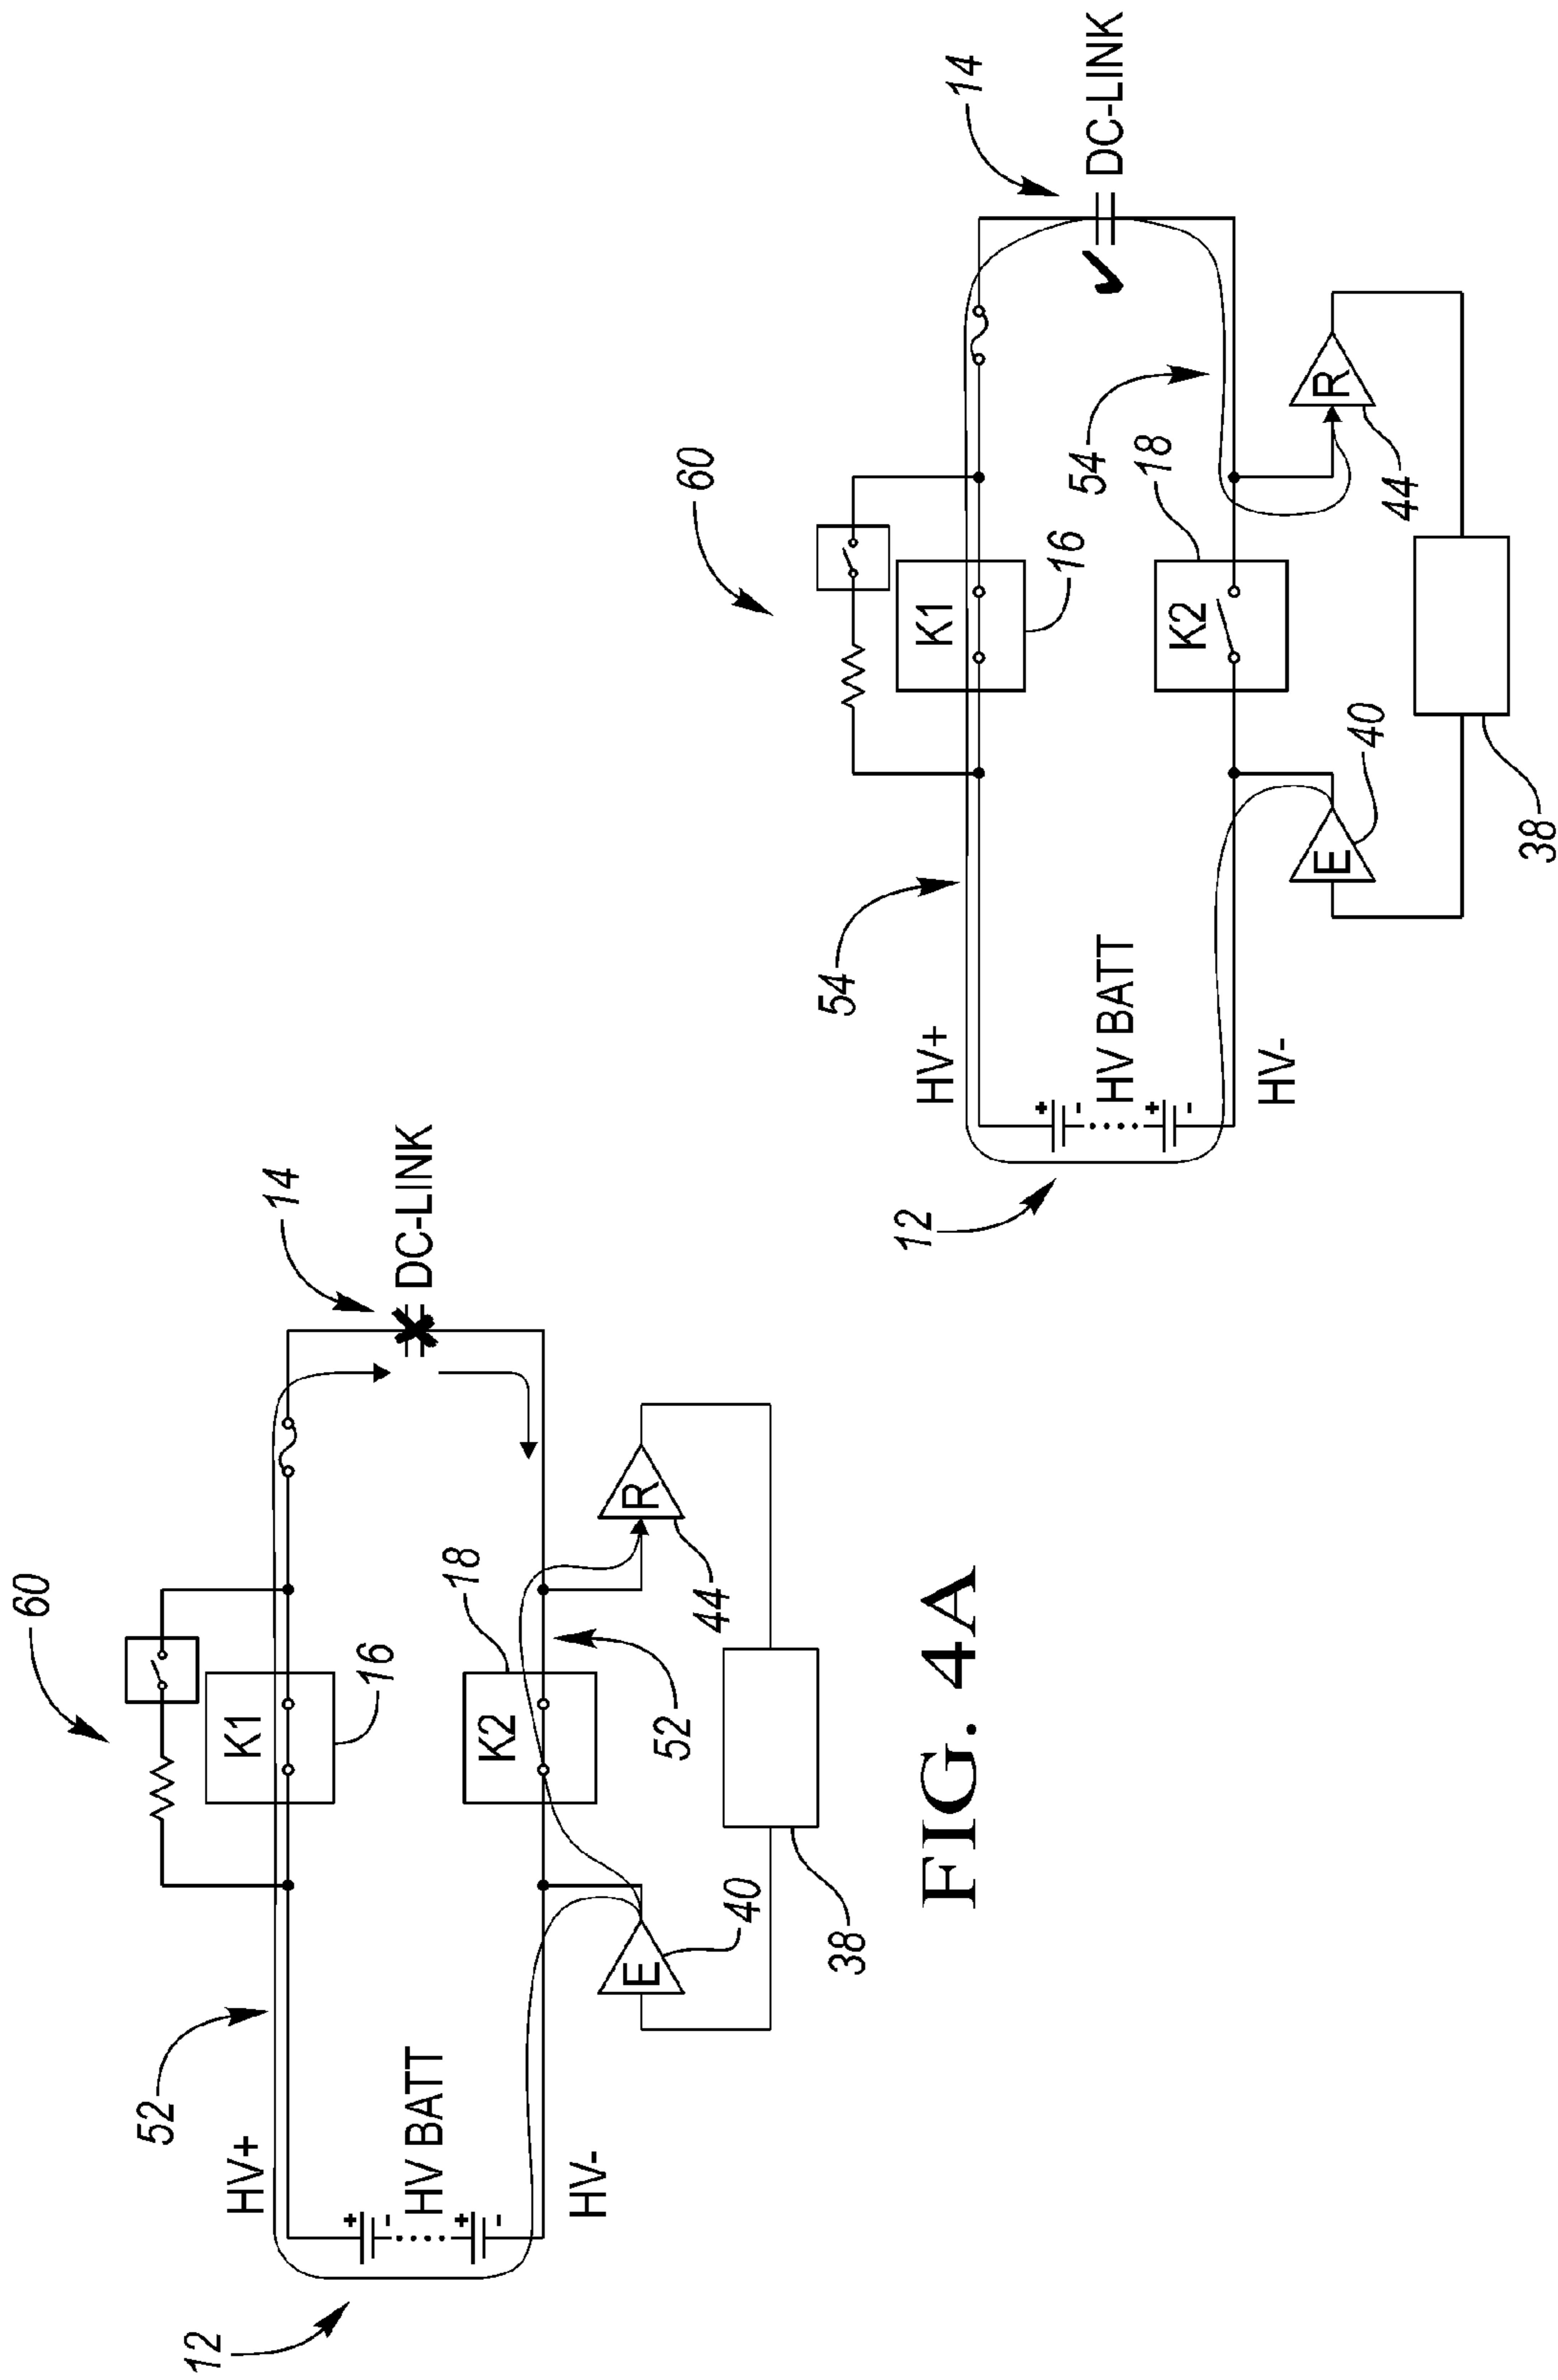 60
52
HV+
K1
16
14
DC-LINK
12
HV BATT
+
-
+
-
K2
18
HV-
52
E
40
R
44
38
60
54
HV+
K1
16
14
DC-LINK
12
HV BATT
+
-
+
-
K2
18
54
HV-
E
40
R
44
38
FIG. 4A